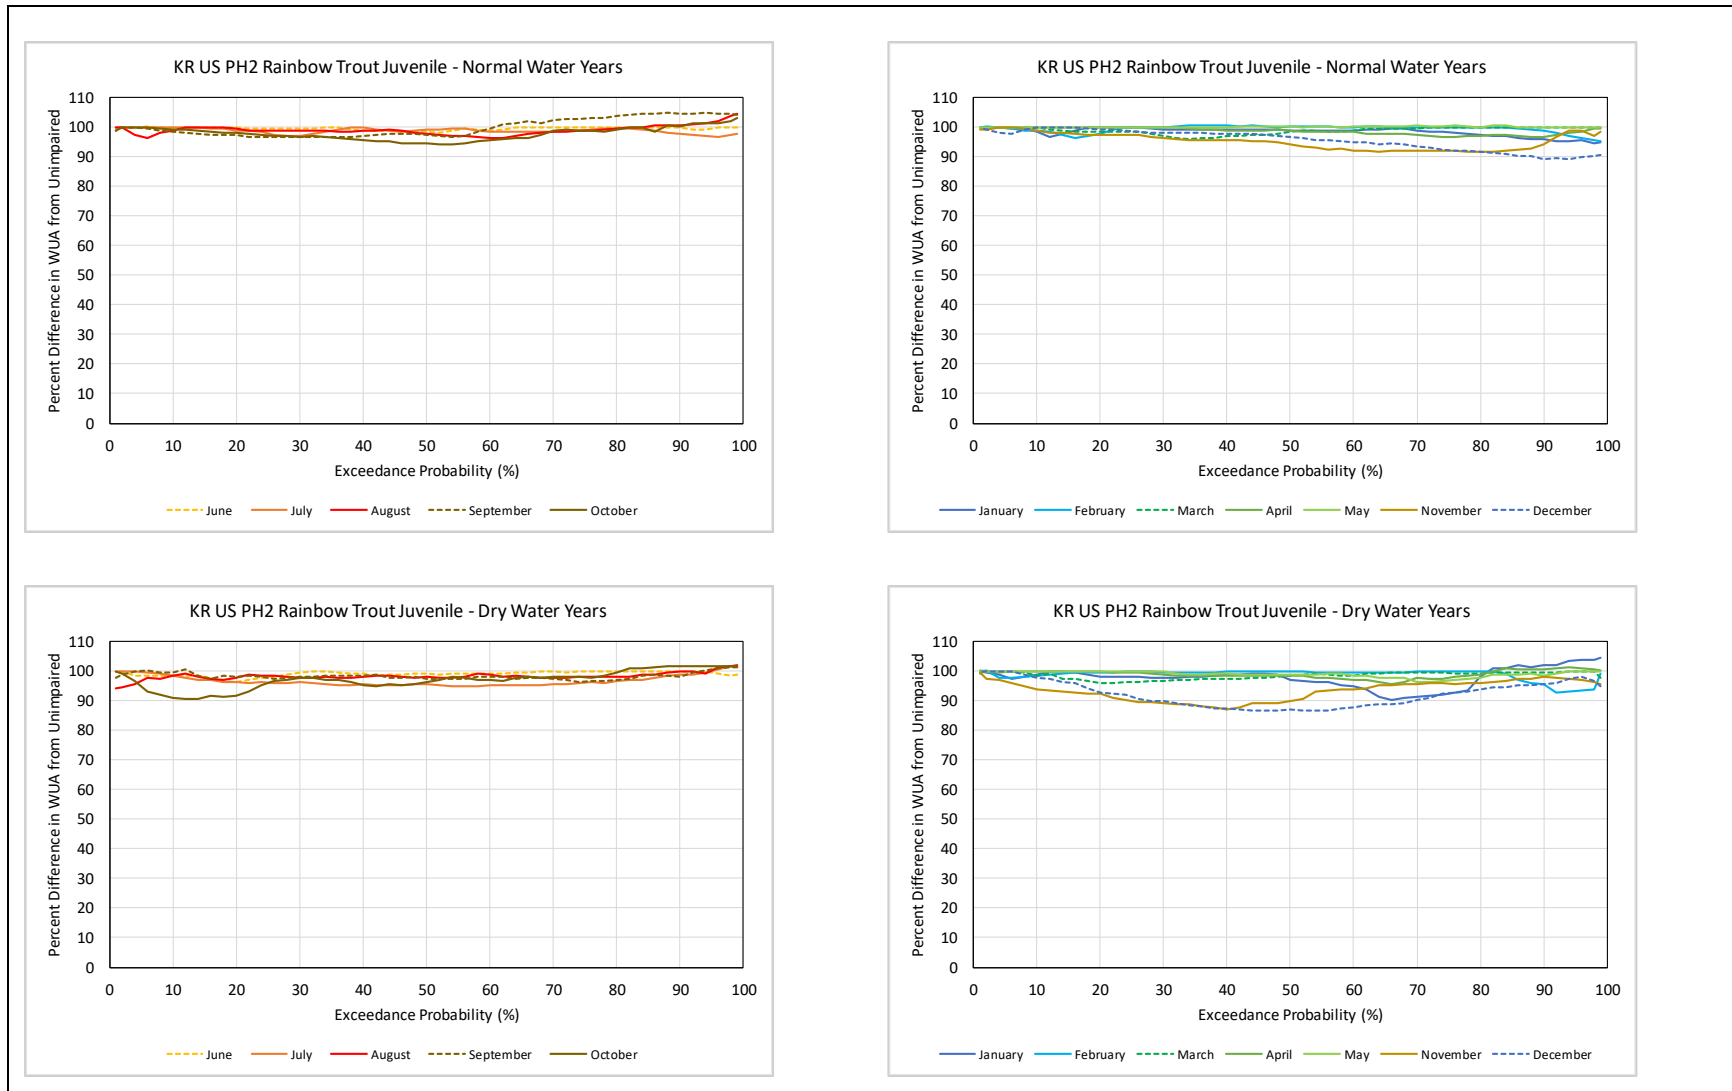 KR US PH2 Rainbow Trout Juvenile - Normal Water Years
Percent Difference in WUA from Unimpaired
110
100
90
80
70
60
50
40
30
20
10
0
0 10 20 30 40 50 60 70 80 90 100
Exceedance Probability (%)
June July August September October
KR US PH2 Rainbow Trout Juvenile - Normal Water Years
Percent Difference in WUA from Unimpaired
110
100
90
80
70
60
50
40
30
20
10
0
0 10 20 30 40 50 60 70 80 90 100
Exceedance Probability (%)
January February March April May November December
KR US PH2 Rainbow Trout Juvenile - Dry Water Years
Percent Difference in WUA from Unimpaired
110
100
90
80
70
60
50
40
30
20
10
0
0 10 20 30 40 50 60 70 80 90 100
Exceedance Probability (%)
June July August September October
KR US PH2 Rainbow Trout Juvenile - Dry Water Years
Percent Difference in WUA from Unimpaired
110
100
90
80
70
60
50
40
30
20
10
0
0 10 20 30 40 50 60 70 80 90 100
Exceedance Probability (%)
January February March April May November December